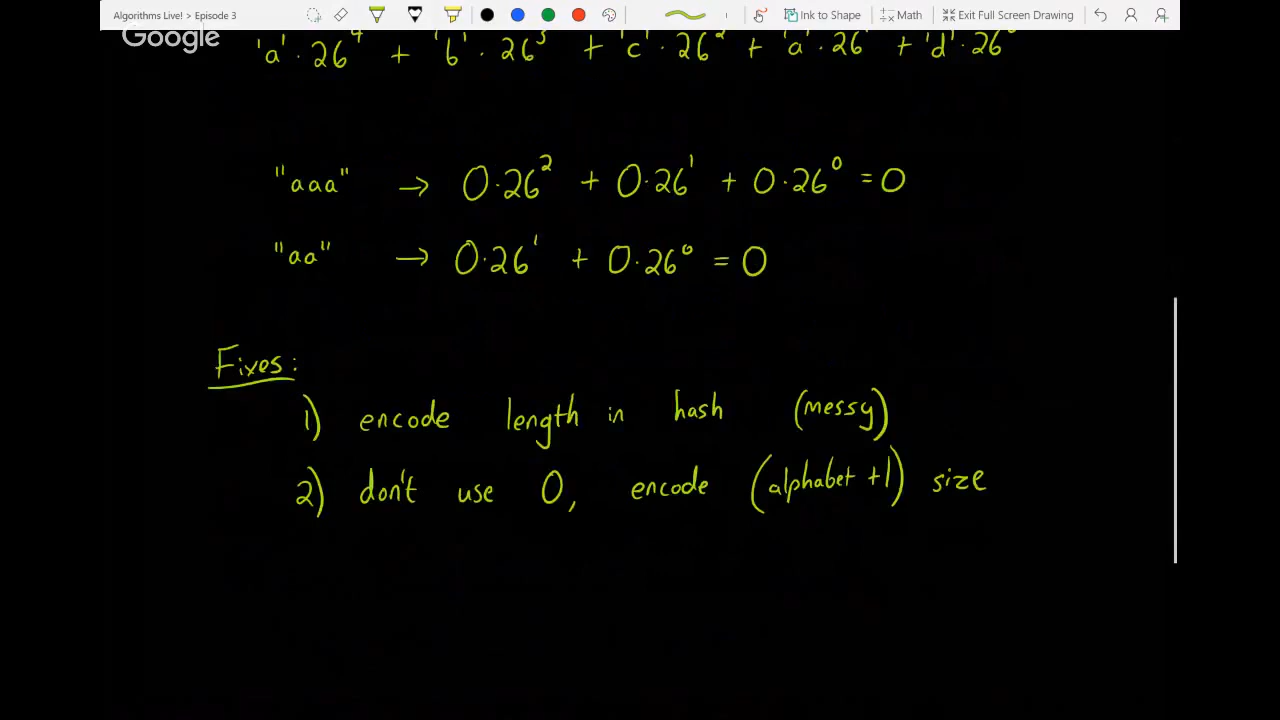 Algorithms Live! > Episode 3
Ink to Shape
Math
Exit Full Screen Drawing
Google
'a'·26⁴ + 'b'·26³ + 'c'·26² + 'a'·26 + 'd'·26
"aaa" → 0·26² + 0·26¹ + 0·26⁰ = 0
"aa" → 0·26¹ + 0·26⁰ = 0
Fixes:
1) encode length in hash (messy)
2) don't use 0, encode (alphabet +1) size